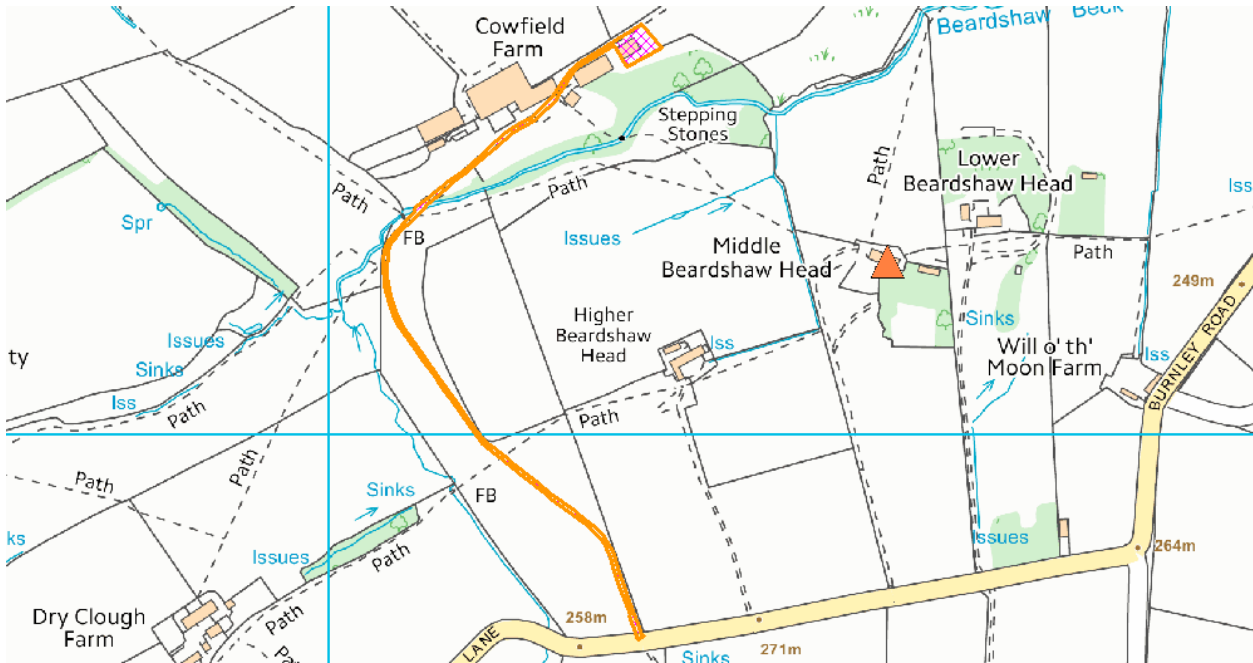 Beardshaw Beck
Cowfield
Farm
Stepping
Stones
Path
Lower
Beardshaw Head
Path
Path
Iss
Spr
FB
Issues
Middle
Beardshaw Head
Path
249m
Issues
Sinks
Higher
Beardshaw
Head
Iss
Sinks
Will o' th'
Moon Farm
Iss
BURNLEY ROAD
ty
Iss
Path
Path
Path
Path
Sinks
FB
ks
Issues
Path
Issues
264m
Dry Clough
Farm
Path
258m
271m
LANE
Sinks